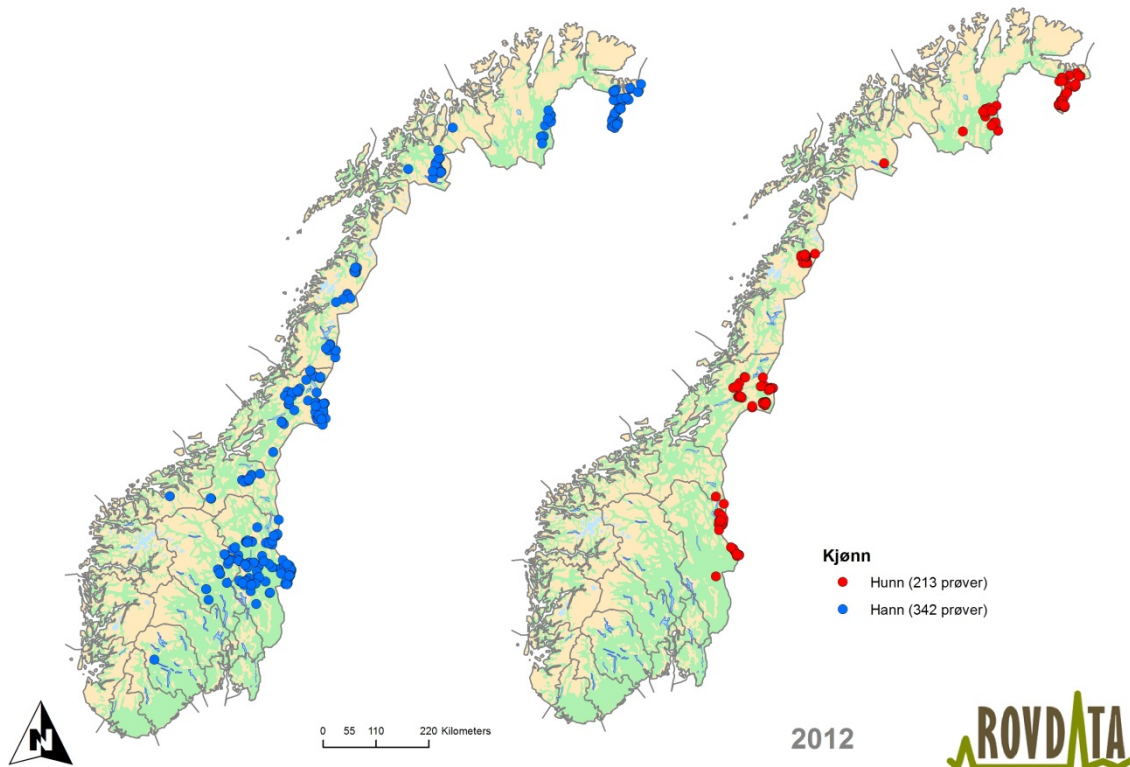 Kjønn
Hunn (213 prøver)
Hann (342 prøver)
N
0 55 110 220 Kilometers
2012
ROVDATA